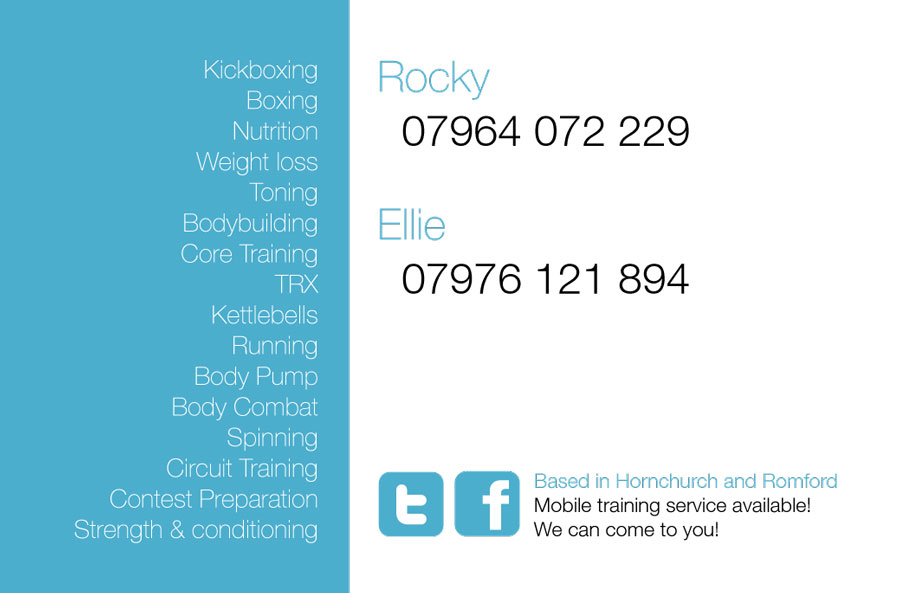 Kickboxing
Boxing
Nutrition
Weight loss
Toning
Bodybuilding
Core Training
TRX
Kettlebells
Running
Body Pump
Body Combat
Spinning
Circuit Training
Contest Preparation
Strength & conditioning
Rocky
07964 072 229
Ellie
07976 121 894
t f
Based in Hornchurch and Romford
Mobile training service available!
We can come to you!